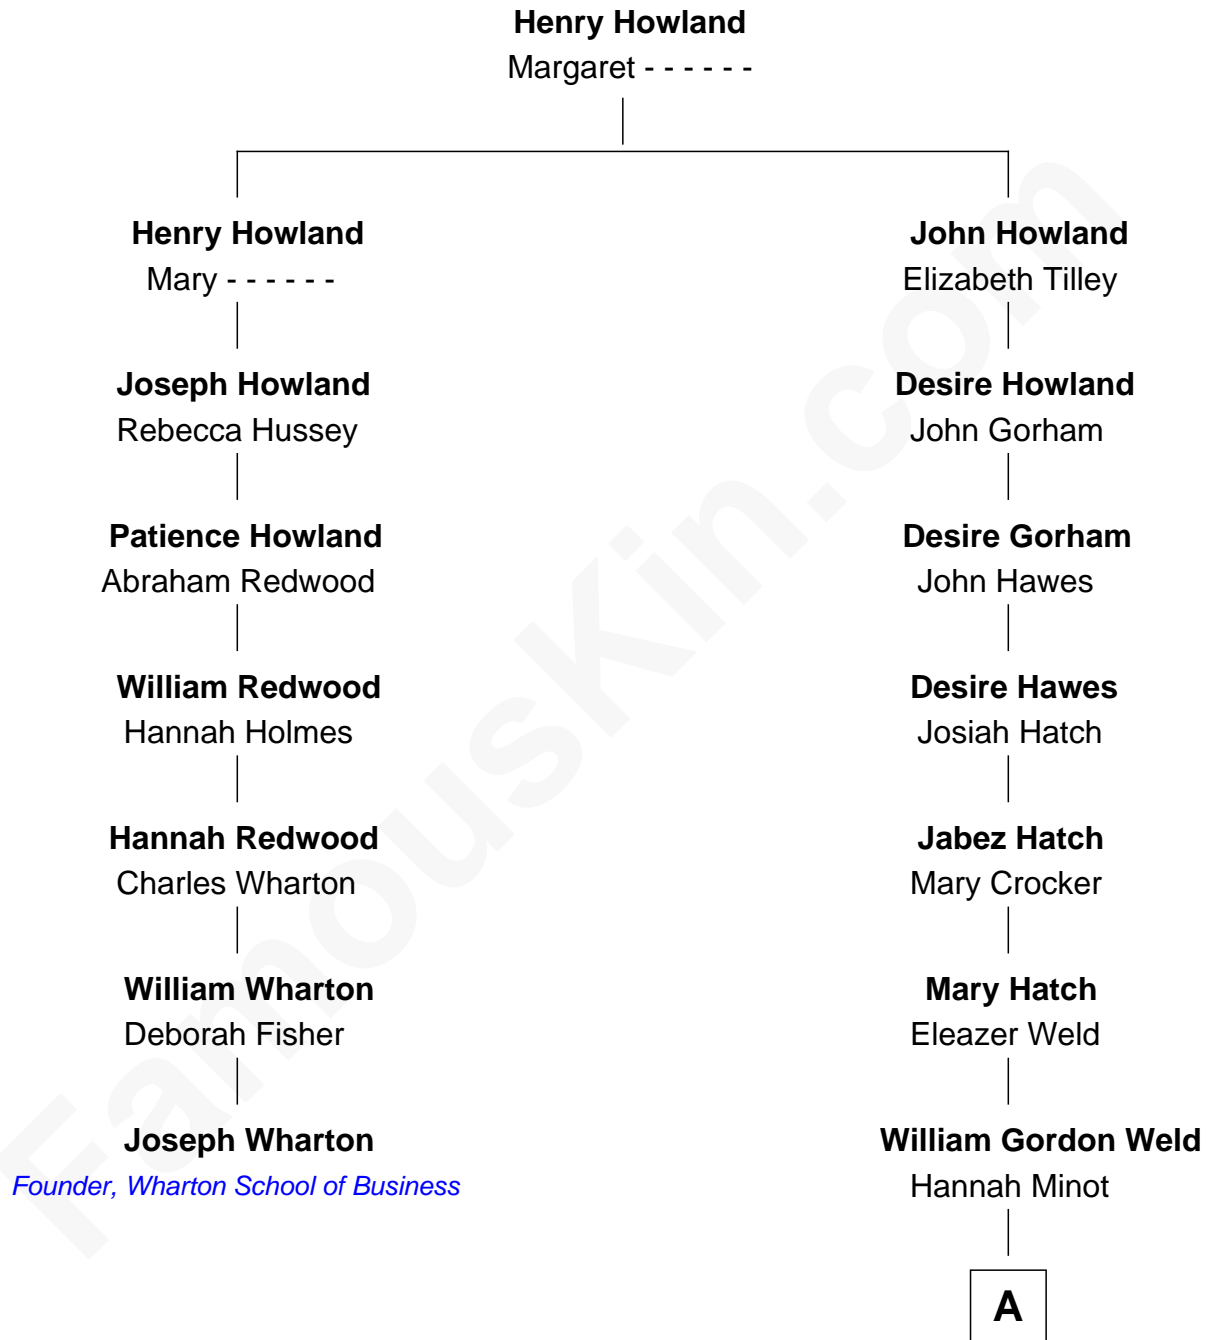 Henry Howland
Margaret - - - - - -
Henry Howland
Mary - - - - - -
John Howland
Elizabeth Tilley
Joseph Howland
Rebecca Hussey
Desire Howland
John Gorham
Patience Howland
Abraham Redwood
Desire Gorham
John Hawes
William Redwood
Hannah Holmes
Desire Hawes
Josiah Hatch
Hannah Redwood
Charles Wharton
Jabez Hatch
Mary Crocker
William Wharton
Deborah Fisher
Mary Hatch
Eleazer Weld
Joseph Wharton
Founder, Wharton School of Business
William Gordon Weld
Hannah Minot
A
FamousKin.com